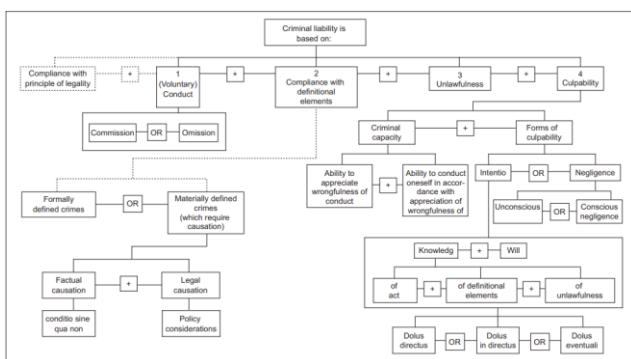 Criminal liability is
based on:
Compliance with
principle of legality
+
1
(Voluntary)
Conduct
+
2
Compliance with
definitional
elements
+
3
Unlawfulness
+
4
Culpability
Commission
OR
Omission
Criminal
capacity
+
Forms of
culpability
Ability to
appreciate
wrongfulness of
conduct
+
Ability to conduct
oneself in accor-
dance with
appreciation of
wrongfulness of
Intentio
OR
Negligence
Unconscious
OR
Conscious
negligence
Formally
defined crimes
OR
Materially defined
crimes
(which require
causation)
Knowledg
+
Will
Factual
causation
+
Legal
causation
of
act
+
of definitional
elements
+
of
unlawfulness
conditio sine
qua non
Policy
considerations
Dolus
directus
OR
Dolus
in directus
OR
Dolus
eventuali